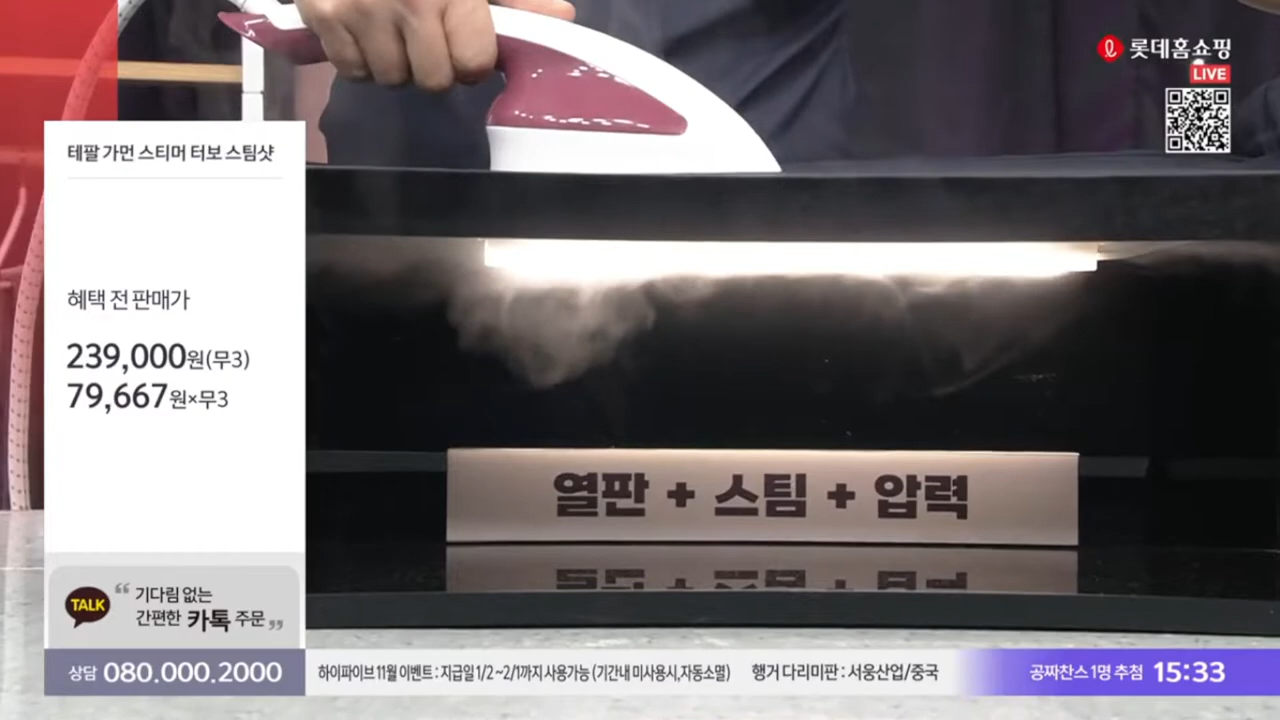 롯데홈쇼핑
LIVE
테팔 가먼 스티머 터보 스팀샷
혜택 전 판매가
239,000원(무3)
79,667원×무3
열판 + 스팀 + 압력
TALK
“ 기다림 없는
간편한 카톡 주문 ”
상담 080.000.2000
하이파이브 11월 이벤트 : 지급일 1/2 ~ 2/1까지 사용가능 (기간내 미사용시,자동소멸)
행거 다리미판 : 서웅산업/중국
공짜찬스 1명 추첨 15:33